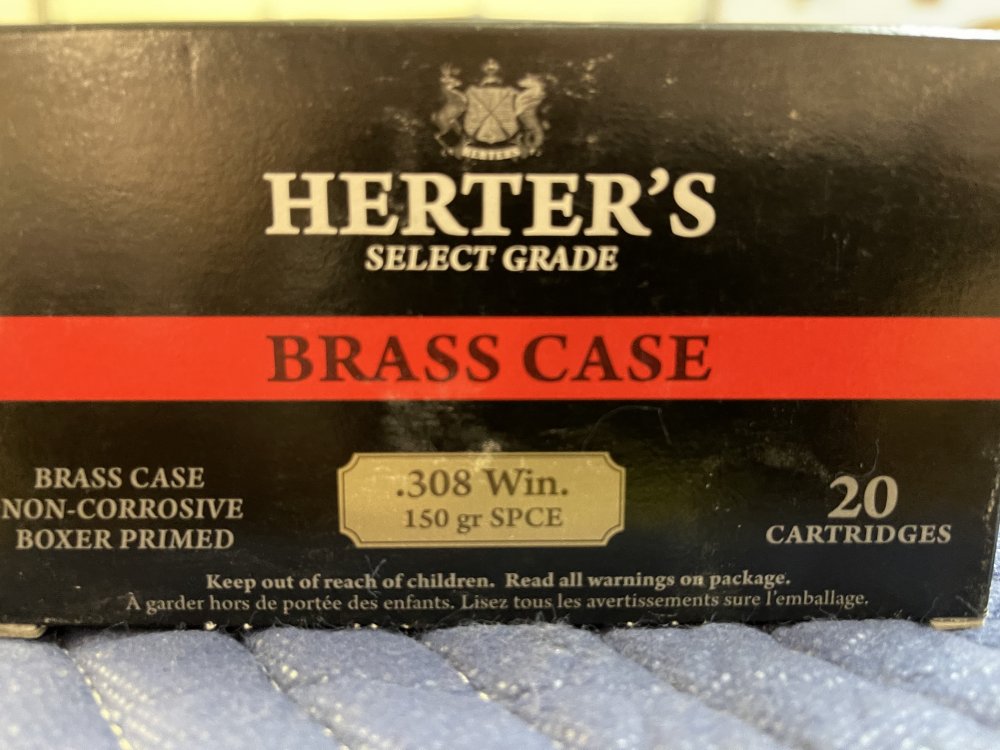 HERTERS
HERTER'S
SELECT GRADE
BRASS CASE
BRASS CASE
NON-CORROSIVE
BOXER PRIMED
.308 Win.
150 gr SPCE
20
CARTRIDGES
Keep out of reach of children. Read all warnings on package.
À garder hors de portée des enfants. Lisez tous les avertissements sure l'emballage.